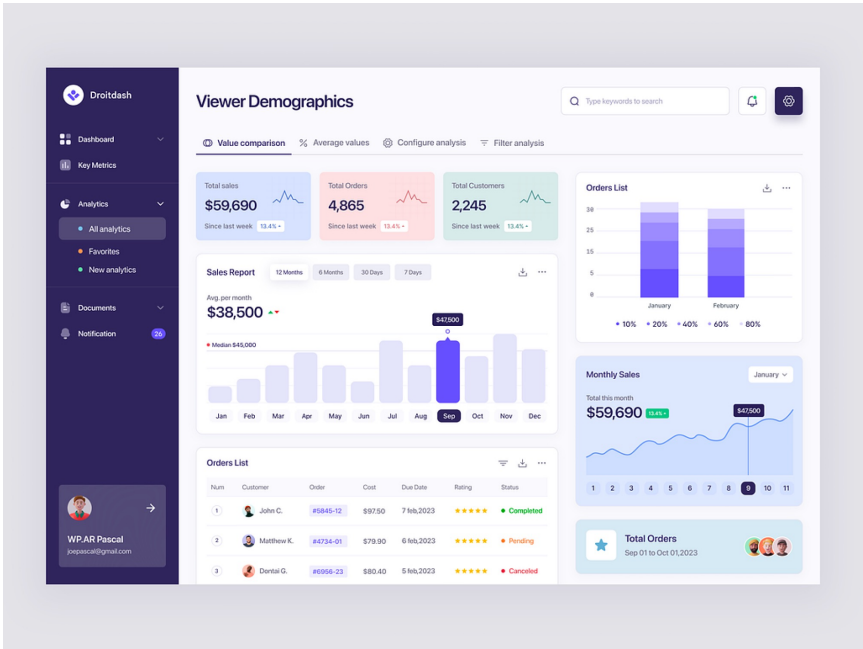 Droitdash
Dashboard
Key Metrics
Analytics
All analytics
Favorites
New analytics
Documents
Notification 26
WP.AR Pascal
joepascal@gmail.com
Viewer Demographics
Type keywords to search
Value comparison Average values Configure analysis Filter analysis
Total sales
$59,690
Since last week 13.4%
Total Orders
4,865
Since last week 13.4%
Total Customers
2,245
Since last week 13.4%
Sales Report 12 Months 6 Months 30 Days 7 Days
Avg. per month
$38,500
$47,500
Median $45,000
Jan Feb Mar Apr May Jun Jul Aug Sep Oct Nov Dec
Orders List
Num Customer Order Cost Due Date Rating Status
1 John C. #5845-12 $97.50 7 feb,2023 Completed
2 Matthew K. #4734-01 $79.90 6 feb,2023 Pending
3 Dontai G. #6956-23 $80.40 5 feb,2023 Canceled
Orders List
38
25
15
5
0
January February
10% 20% 40% 60% 80%
Monthly Sales January
Total this month
$59,690 13.4%
$47,500
1 2 3 4 5 6 7 8 9 10 11
Total Orders
Sep 01 to Oct 01,2023